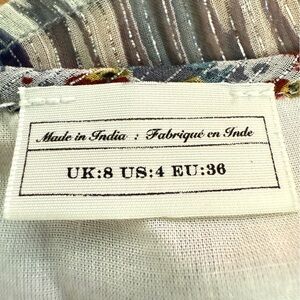 Made in India : Fabriqué en Inde
UK:8 US:4 EU:36